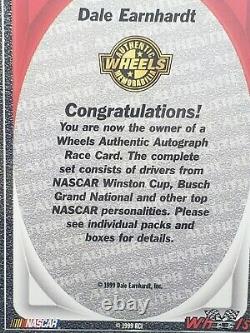 Dale Earnhardt
AUTHENTIC
WHEELS
MEMORABILIA
Congratulations!
You are now the owner of a
Wheels Authentic Autograph
Race Card. The complete
set consists of drivers from
NASCAR Winston Cup, Busch
Grand National and other top
NASCAR personalities. Please
see individual packs and
boxes for details.
© 1999 Dale Earnhardt, Inc.
NASCAR
© 1999 RCI